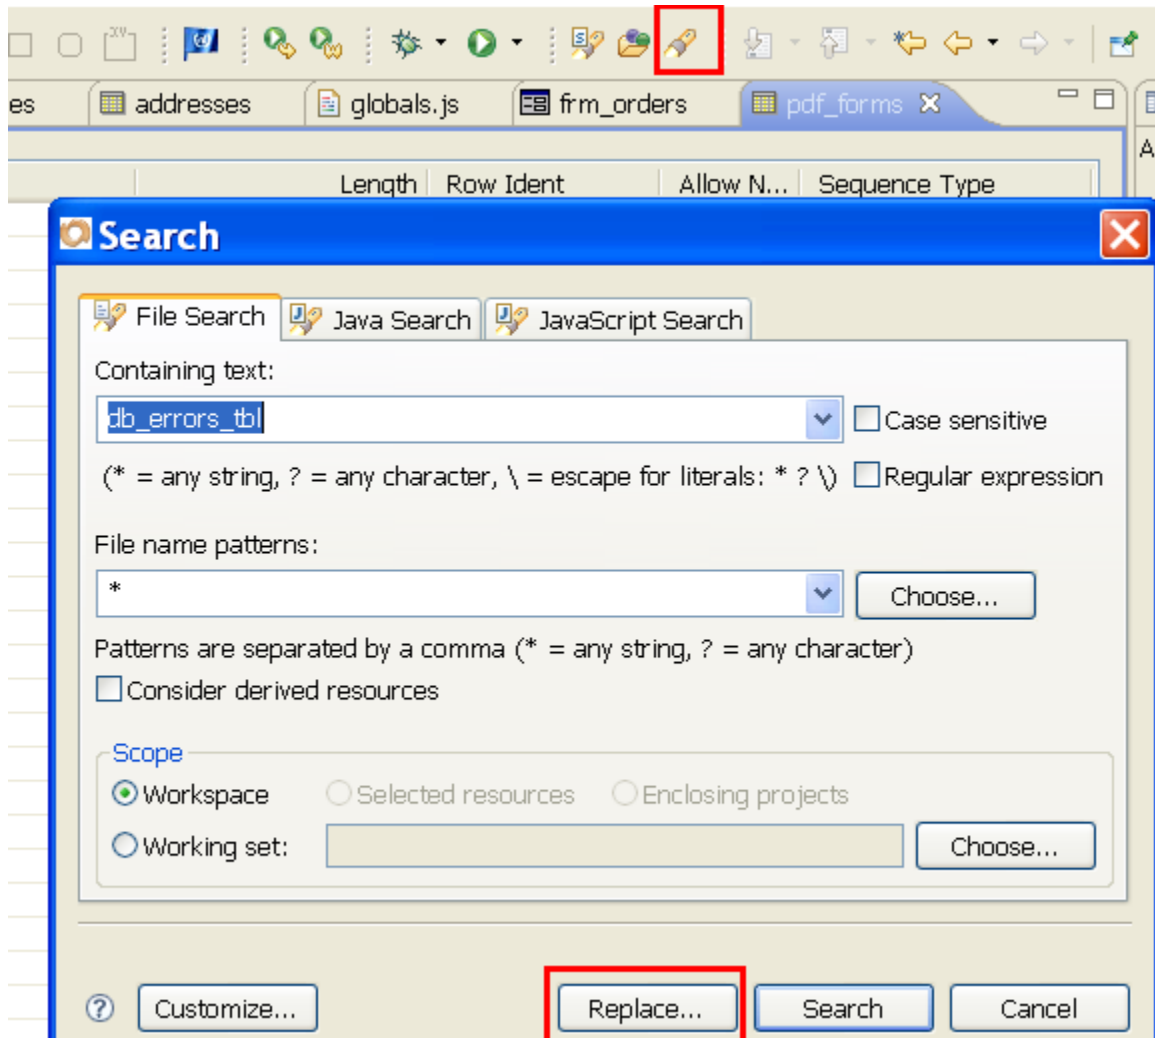 es addresses globals.js frm_orders pdf_forms
A
Length Row Ident Allow N... Sequence Type
Search
File Search Java Search JavaScript Search
Containing text:
db_errors_tbl Case sensitive
(* = any string, ? = any character, \ = escape for literals: * ? \) Regular expression
File name patterns:
* Choose...
Patterns are separated by a comma (* = any string, ? = any character)
Consider derived resources
Scope
Workspace Selected resources Enclosing projects
Working set: Choose...
? Customize... Replace... Search Cancel